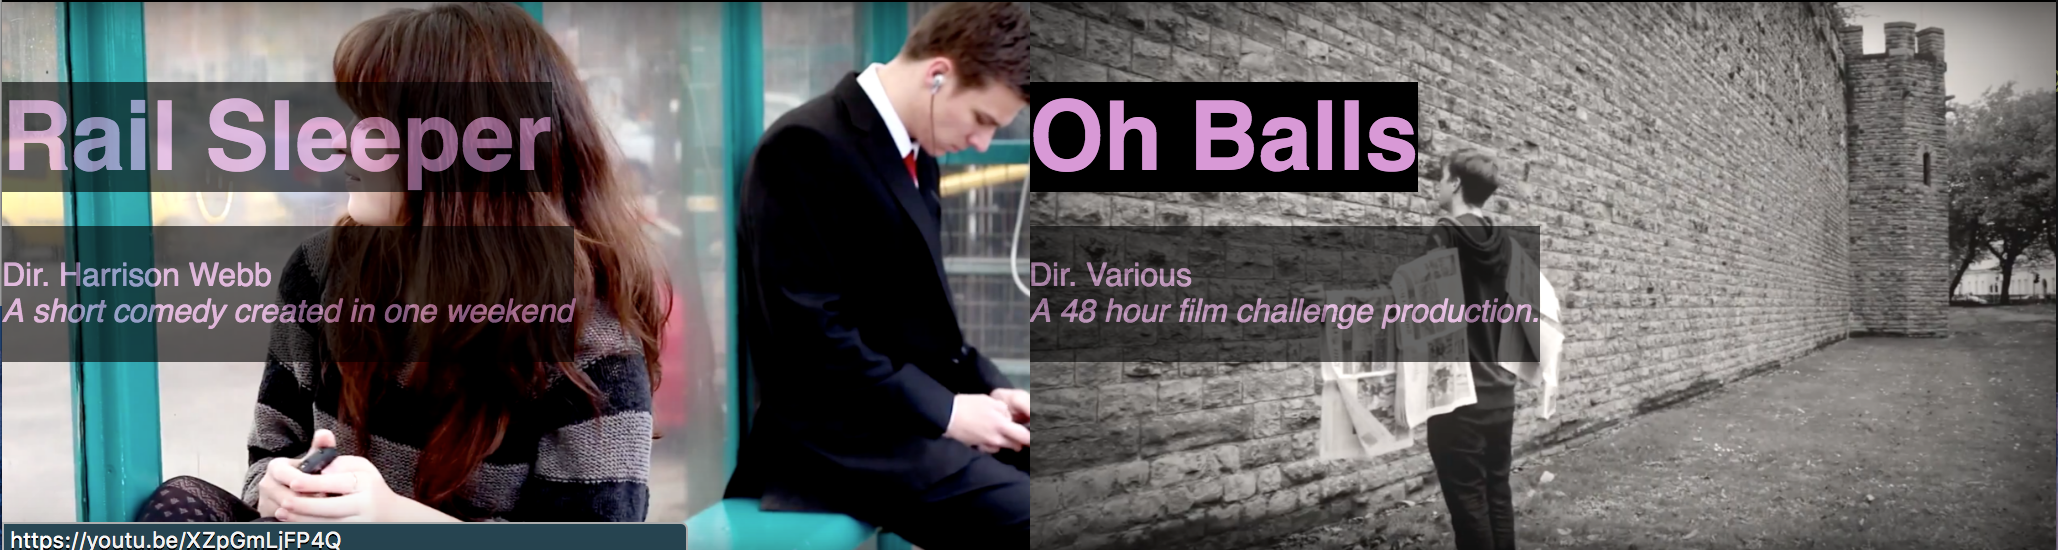 Rail Sleeper
Dir. Harrison Webb
A short comedy created in one weekend
https://youtu.be/XZpGmLjFP4Q
Oh Balls
Dir. Various
A 48 hour film challenge production.